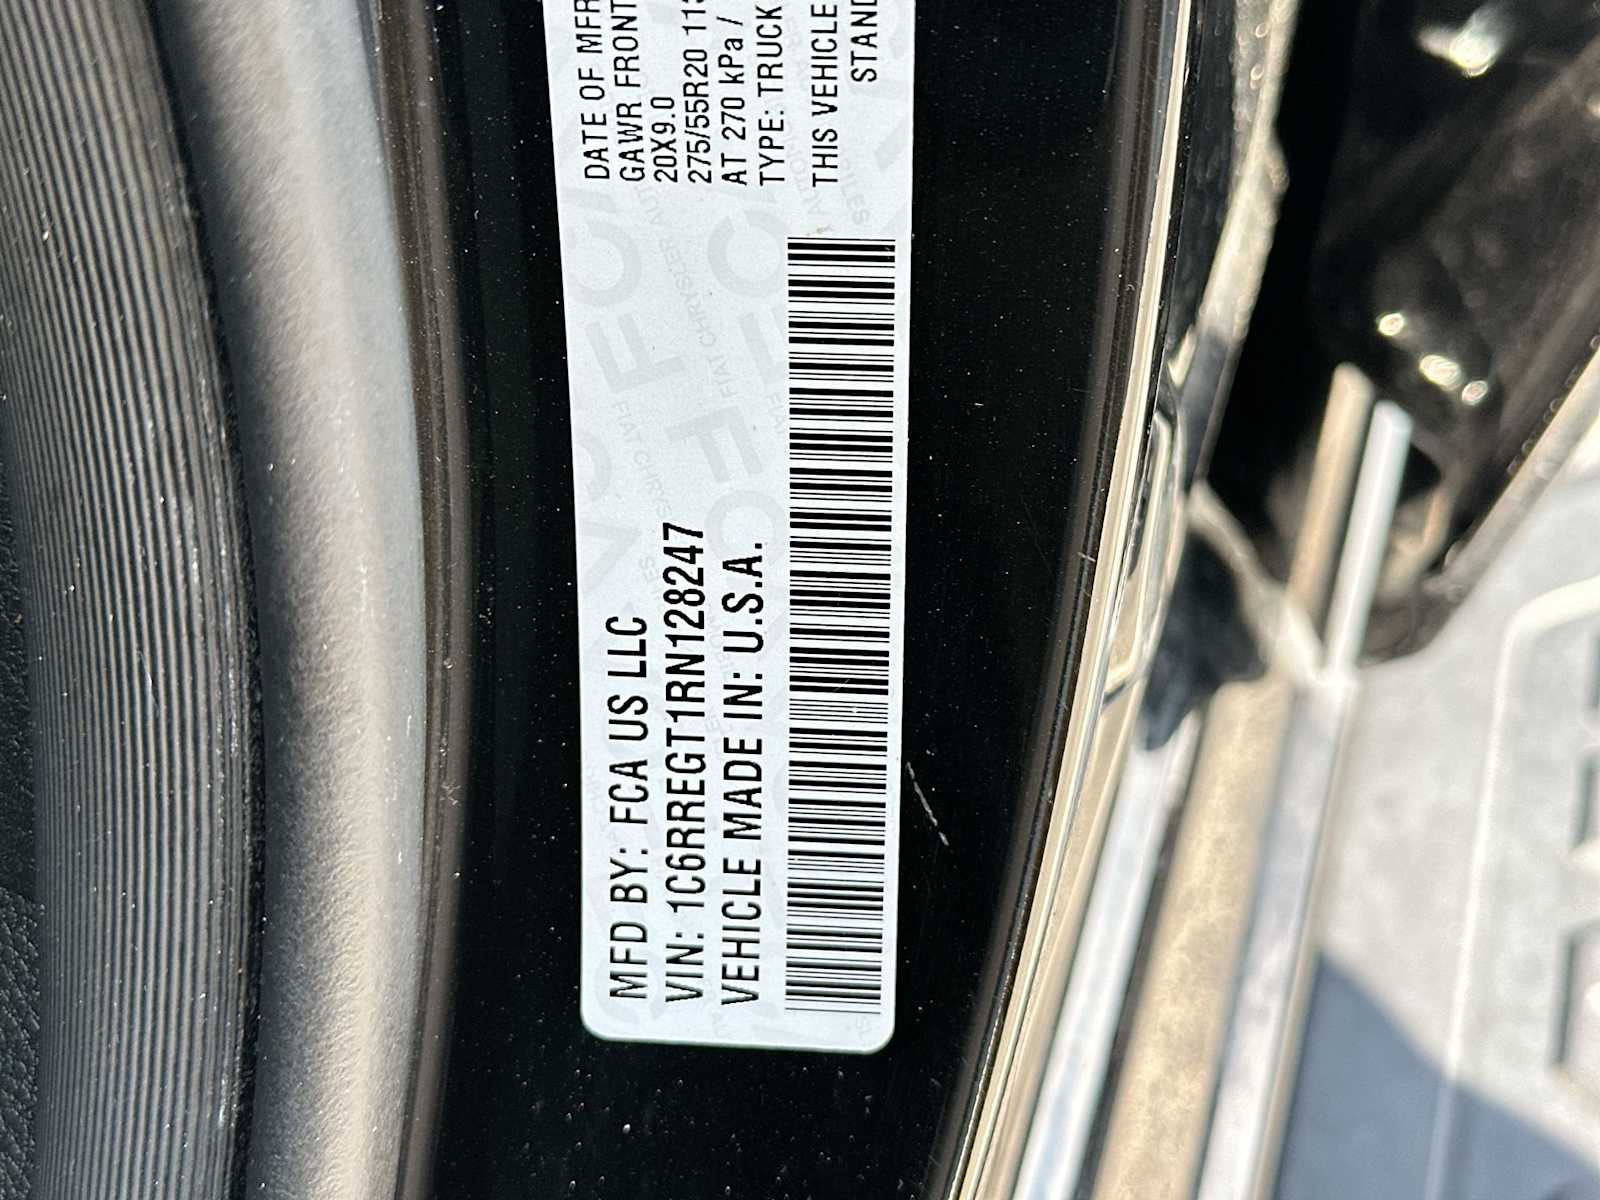 MFD BY: FCA US LLC
VIN: 1C6RREGT1RN128247
VEHICLE MADE IN: U.S.A.
DATE OF MFR
GAWR FRONT
20X9.0
275/55R20 113
AT 270 kPa /
TYPE: TRUCK
THIS VEHICLE
STAND